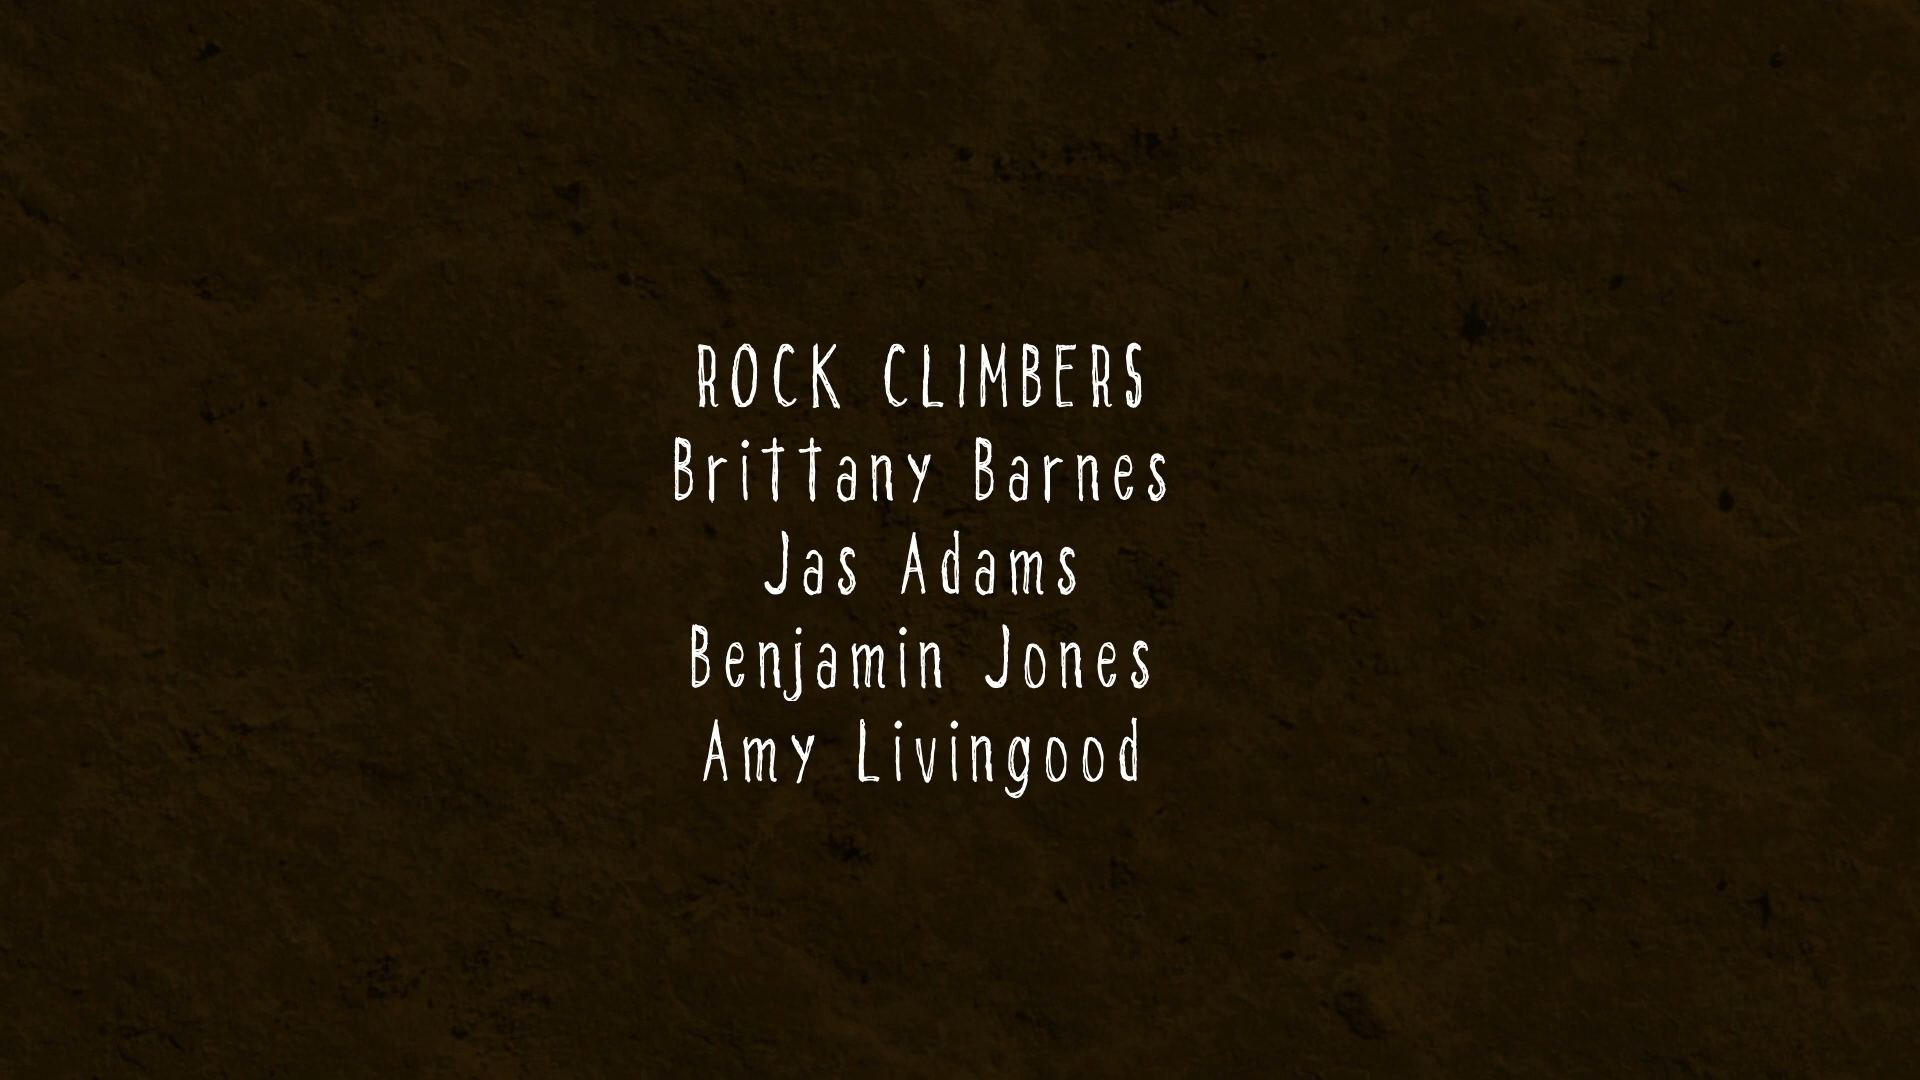 ROCK CLIMBERS
Brittany Barnes
Jas Adams
Benjamin Jones
Amy Livingood